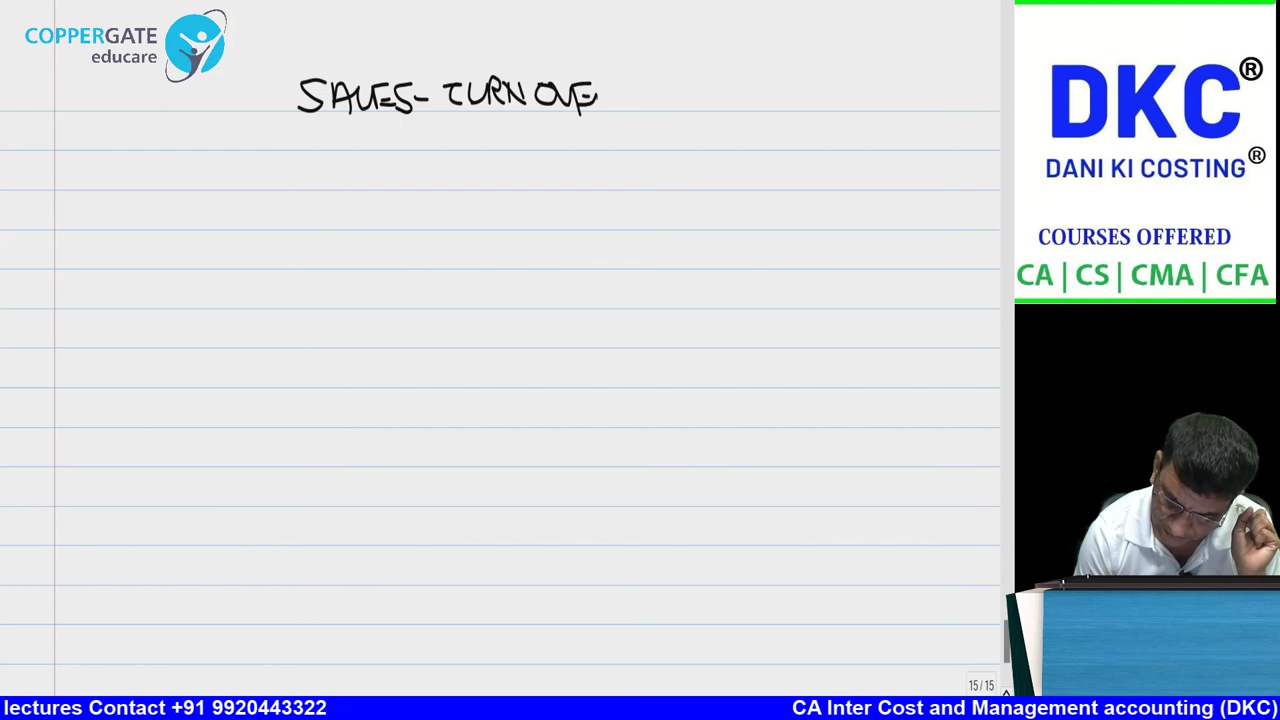 COPPERGATE
educare
SALES- TURNOVE
DKC®
DANI KI COSTING®
COURSES OFFERED
CA | CS | CMA | CFA
15/15
lectures Contact +91 9920443322
CA Inter Cost and Management accounting (DKC)